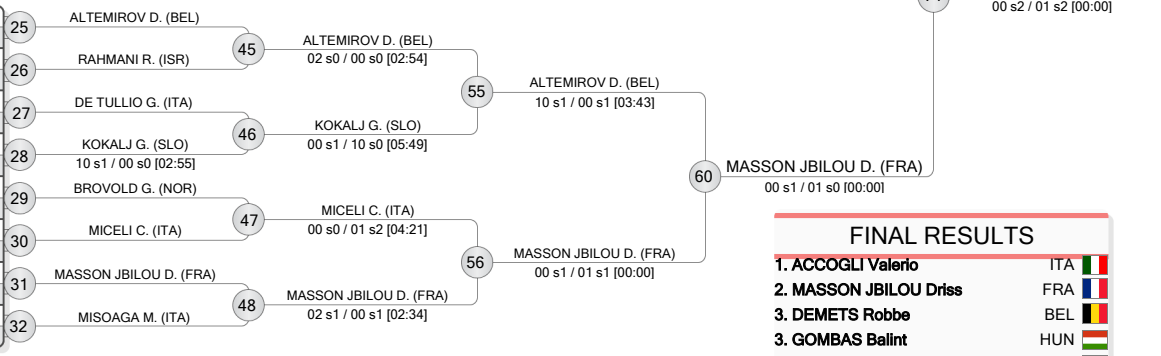 00 s2 / 01 s2 [00:00]
25
ALTEMIROV D. (BEL)
45
ALTEMIROV D. (BEL)
02 s0 / 00 s0 [02:54]
26
RAHMANI R. (ISR)
55
ALTEMIROV D. (BEL)
10 s1 / 00 s1 [03:43]
27
DE TULLIO G. (ITA)
46
KOKALJ G. (SLO)
00 s1 / 10 s0 [05:49]
28
KOKALJ G. (SLO)
10 s1 / 00 s0 [02:55]
60
MASSON JBILOU D. (FRA)
00 s1 / 01 s0 [00:00]
29
BROVOLD G. (NOR)
47
MICELI C. (ITA)
00 s0 / 01 s2 [04:21]
30
MICELI C. (ITA)
56
MASSON JBILOU D. (FRA)
00 s1 / 01 s1 [00:00]
31
MASSON JBILOU D. (FRA)
48
MASSON JBILOU D. (FRA)
02 s1 / 00 s1 [02:34]
32
MISOAGA M. (ITA)
FINAL RESULTS
1. ACCOGLI Valerio ITA
2. MASSON JBILOU Driss FRA
3. DEMETS Robbe BEL
3. GOMBAS Balint HUN